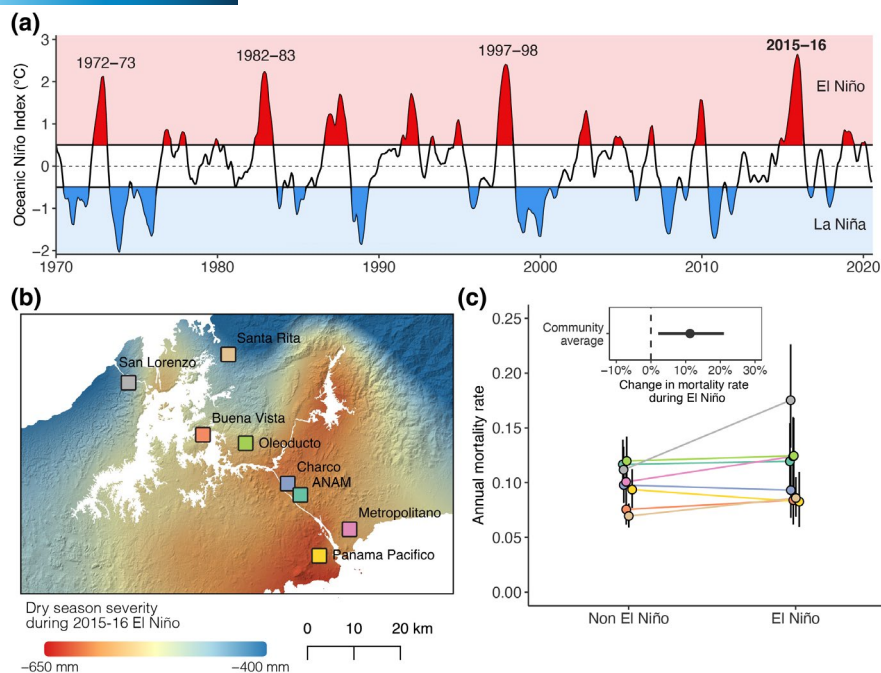 (a)
Oceanic Niño Index (°C)
3
2
1
0
−1
−2
1972–73
1982–83
1997–98
2015–16
El Niño
La Niña
1970
1980
1990
2000
2010
2020
(b)
Santa Rita
San Lorenzo
Buena Vista
Oleoducto
Charco
ANAM
Metropolitano
Panama Pacifico
Dry season severity
during 2015-16 El Niño
−650 mm
−400 mm
0
10
20 km
(c)
Annual mortality rate
0.25
0.20
0.15
0.10
0.05
0.00
Community
average
−10%
0%
10%
20%
30%
Change in mortality rate
during El Niño
Non El Niño
El Niño